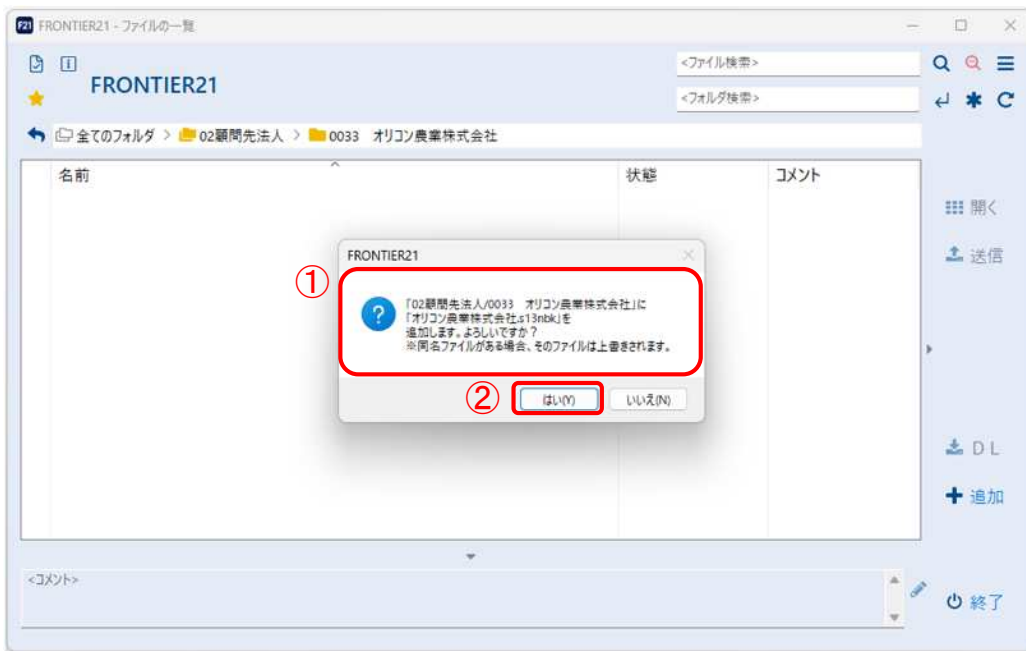 F21 FRONTIER21 - ファイルの一覧
<ファイル検索>
FRONTIER21
<フォルダ検索>
全てのフォルダ > 02顧問先法人 > 0033 オリコン農業株式会社
名前 状態 コメント
開く
送信
FRONTIER21
①
「02顧問先法人/0033 オリコン農業株式会社」に
「オリコン農業株式会社.s13nbk」を
追加します。よろしいですか?
※同名ファイルがある場合、そのファイルは上書きされます。
② はい(Y) いいえ(N)
DL
追加
<コメント>
終了